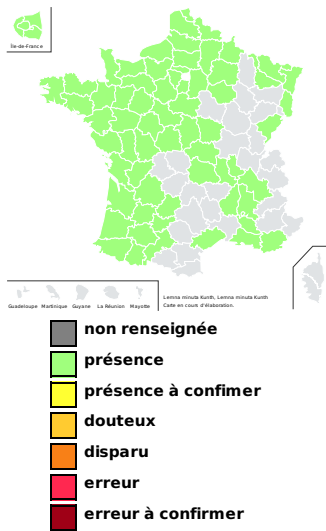 Île-de-France
Guadeloupe Martinique Guyane La Réunion Mayotte
Lemna minuta Kunth, Lemna minuta Kunth
Carte en cours d'élaboration.
non renseignée
présence
présence à confimer
douteux
disparu
erreur
erreur à confirmer